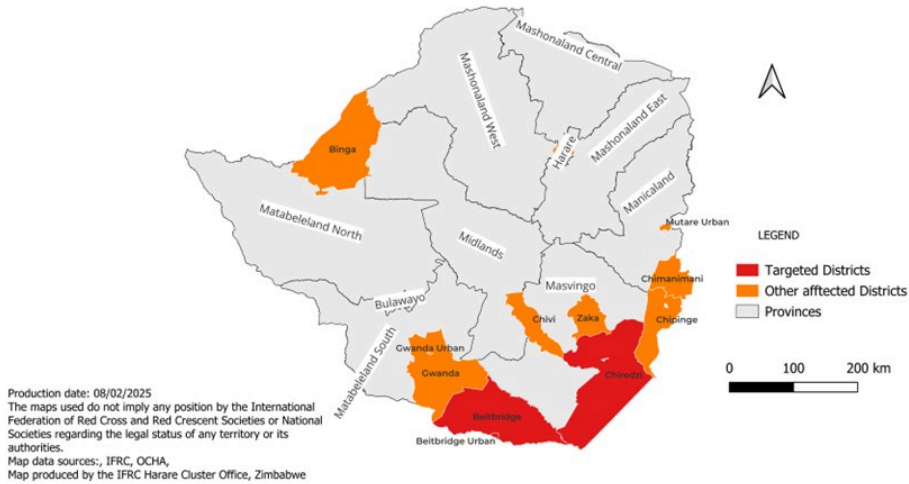 Mashonaland Central
Mashonaland West
Mashonaland East
Harare
Binga
Manicaland
Matabeleland North
Mutare Urban
Midlands
LEGEND
Targeted Districts
Other afftected Districts
Provinces
Chimanimani
Masvingo
Bulawayo
Chivi
Zaka
Chipinge
Matabeleland South
Gwanda Urban
Gwanda
Chiredzi
Beitbridge
Beitbridge Urban
0 100 200 km
Production date: 08/02/2025
The maps used do not imply any position by the International
Federation of Red Cross and Red Crescent Societies or National
Societies regarding the legal status of any territory or its
authorities.
Map data sources:, IFRC, OCHA,
Map produced by the IFRC Harare Cluster Office, Zimbabwe